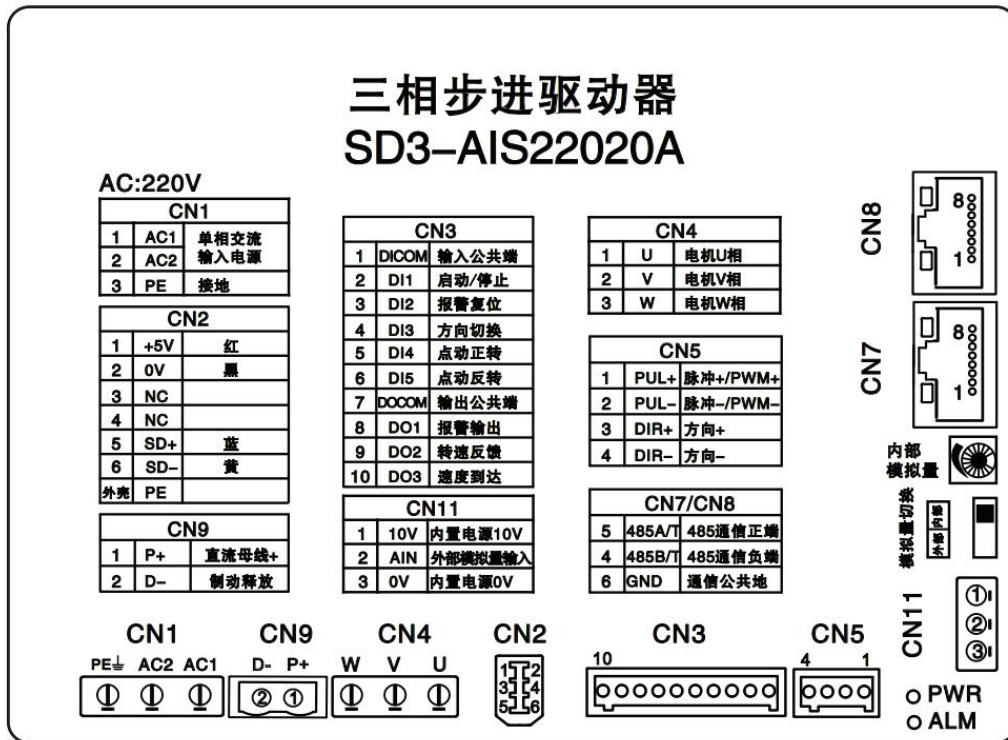 三相步进驱动器
SD3-AIS22020A
AC:220V
CN1
1 AC1 单相交流
2 AC2 输入电源
3 PE 接地
CN2
1 +5V 红
2 0V 黑
3 NC
4 NC
5 SD+ 蓝
6 SD- 黄
外壳 PE
CN9
1 P+ 直流母线+
2 D- 制动释放
CN3
1 DICOM 输入公共端
2 DI1 启动/停止
3 DI2 报警复位
4 DI3 方向切换
5 DI4 点动正转
6 DI5 点动反转
7 DOCOM 输出公共端
8 DO1 报警输出
9 DO2 转速反馈
10 DO3 速度到达
CN11
1 10V 内置电源10V
2 AIN 外部模拟量输入
3 0V 内置电源0V
CN4
1 U 电机U相
2 V 电机V相
3 W 电机W相
CN5
1 PUL+ 脉冲+/PWM+
2 PUL- 脉冲-/PWM-
3 DIR+ 方向+
4 DIR- 方向-
CN7/CN8
5 485A/T 485通信正端
4 485B/T 485通信负端
6 GND 通信公共地
CN8
8
1
CN7
8
1
内部
模拟量
模拟量切换
外部 内部
CN11
①
②
③
CN1
PE AC2 AC1
CN9
D- P+
② ①
CN4
W V U
CN2
1 2
3 4
5 6
CN3
10
CN5
4 1
PWR
ALM